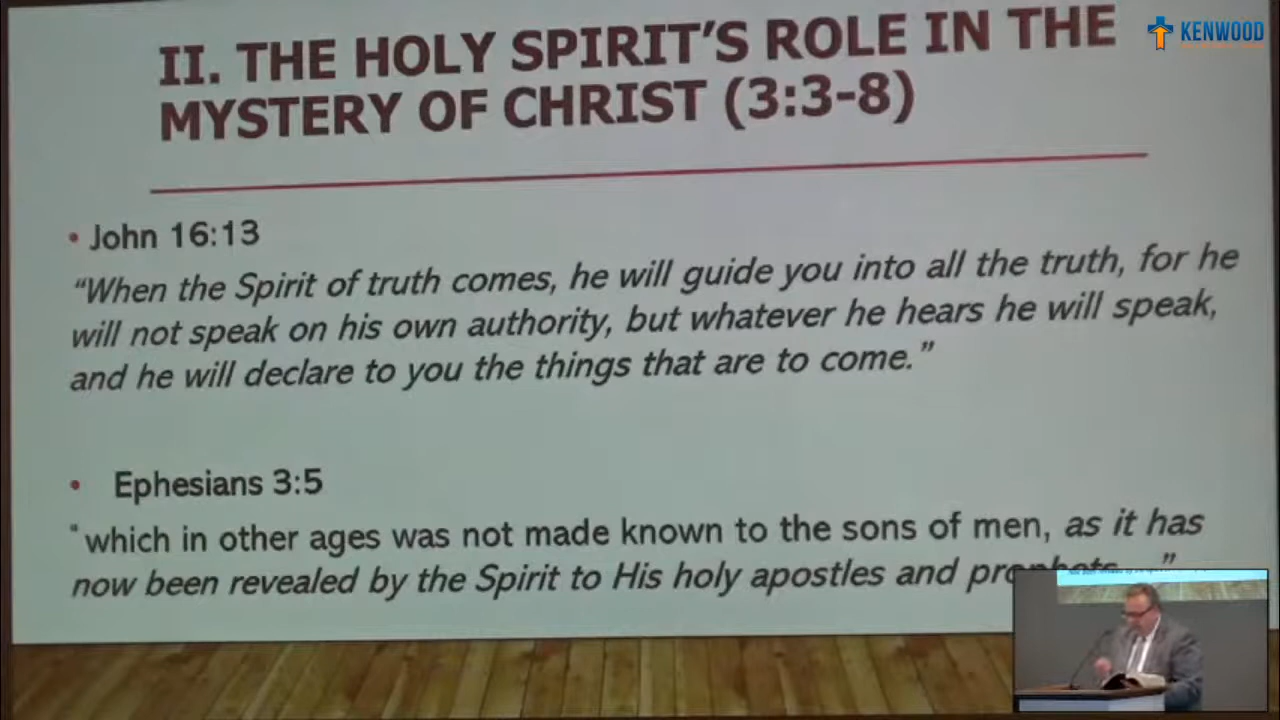 II. THE HOLY SPIRIT'S ROLE IN THE
MYSTERY OF CHRIST (3:3-8)
KENWOOD
• John 16:13
“When the Spirit of truth comes, he will guide you into all the truth, for he
will not speak on his own authority, but whatever he hears he will speak,
and he will declare to you the things that are to come.”
• Ephesians 3:5
“which in other ages was not made known to the sons of men, as it has
now been revealed by the Spirit to His holy apostles and prophets...”